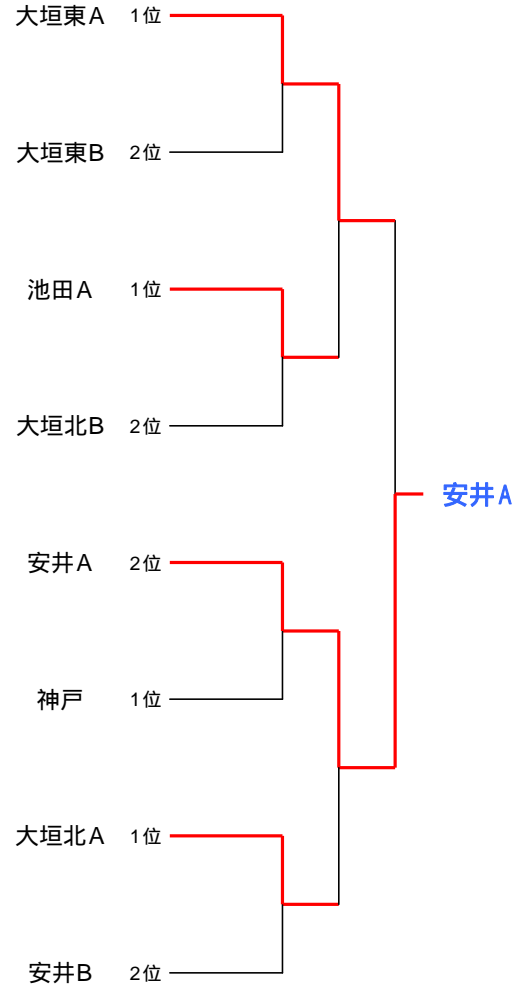 大垣東A 1位
大垣東B 2位
池田A 1位
大垣北B 2位
安井A
安井A 2位
神戸 1位
大垣北A 1位
安井B 2位